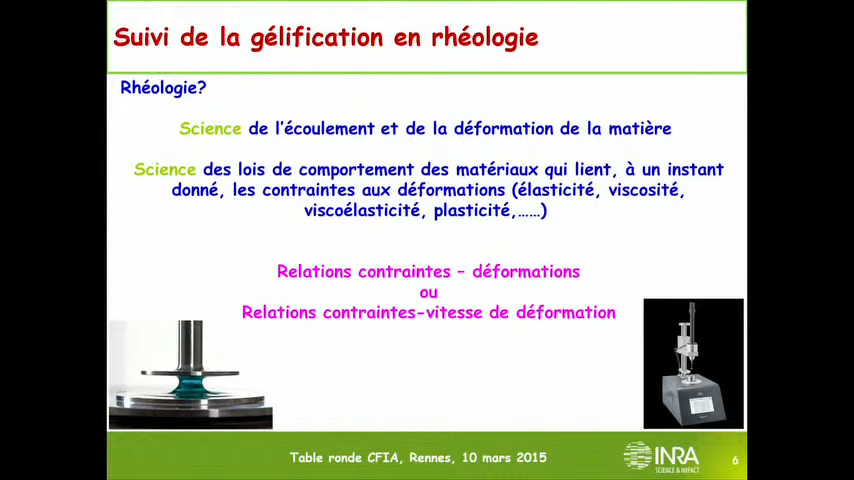 Suivi de la gélification en rhéologie
Rhéologie?
Science de l'écoulement et de la déformation de la matière
Science des lois de comportement des matériaux qui lient, à un instant
donné, les contraintes aux déformations (élasticité, viscosité,
viscoélasticité, plasticité,……)
Relations contraintes – déformations
ou
Relations contraintes-vitesse de déformation
Table ronde CFIA, Rennes, 10 mars 2015
INRA
SCIENCE & IMPACT
6